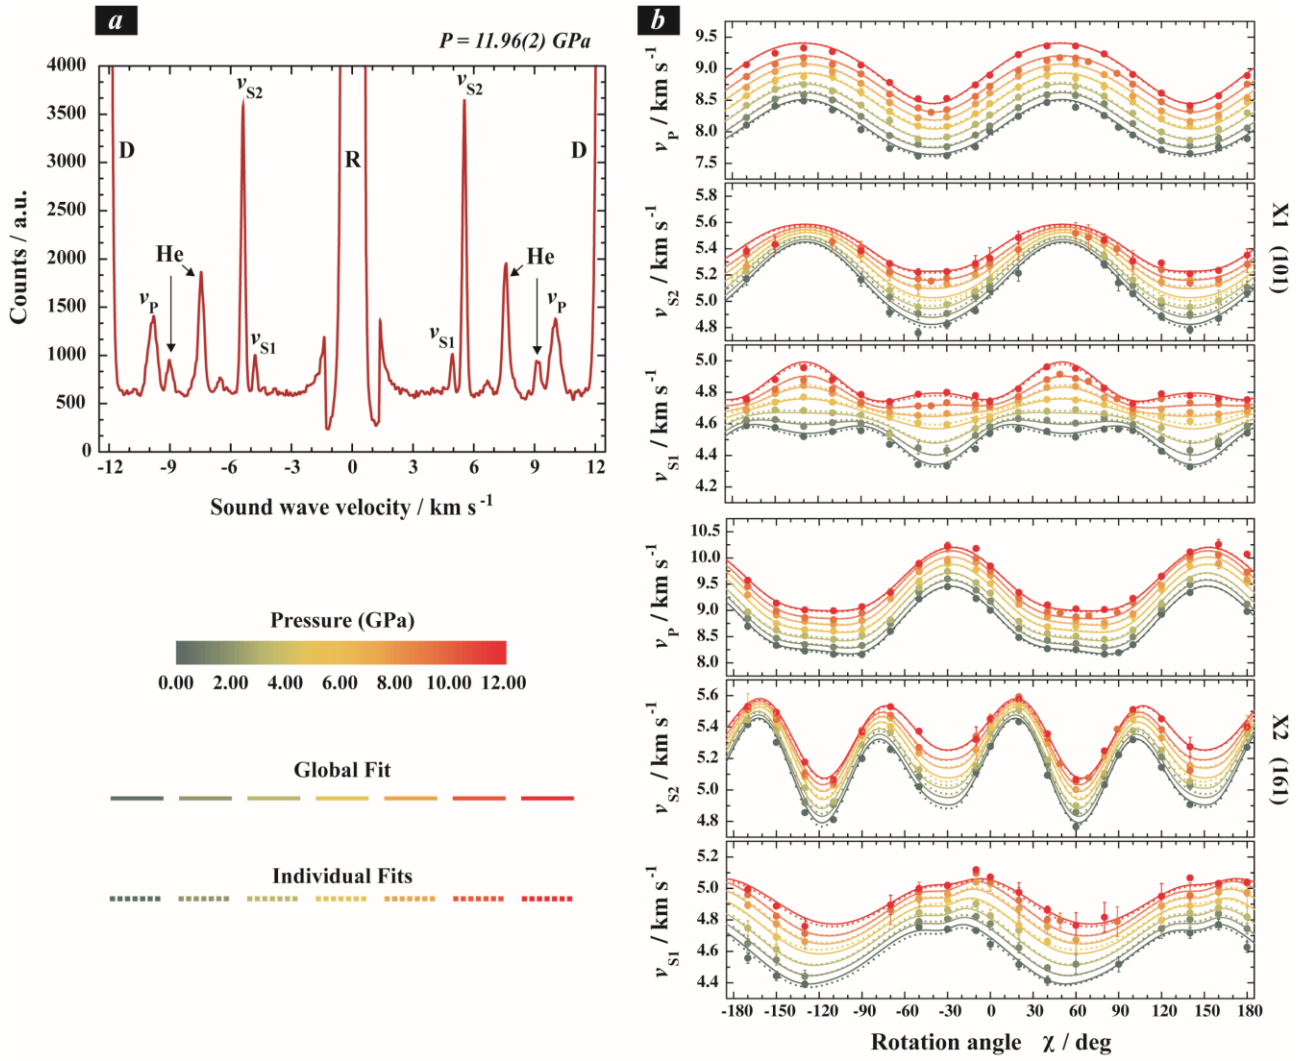 a
P = 11.96(2) GPa
4000
3500
3000
2500
2000
1500
1000
500
0
Counts / a.u.
D
He
vP
vS2
vS1
R
vS2
D
He
vP
vS1
-12 -9 -6 -3 0 3 6 9 12
Sound wave velocity / km s-1
Pressure (GPa)
0.00 2.00 4.00 6.00 8.00 10.00 12.00
Global Fit
Individual Fits
b
9.5
9.0
8.5
8.0
7.5
vP / km s-1
5.8
5.6
5.4
5.2
5.0
4.8
vS2 / km s-1
5.0
4.8
4.6
4.4
4.2
vS1 / km s-1
X1 (101)
10.5
10.0
9.5
9.0
8.5
8.0
vP / km s-1
5.6
5.4
5.2
5.0
4.8
vS2 / km s-1
5.2
5.0
4.8
4.6
4.4
vS1 / km s-1
X2 (161)
-180 -150 -120 -90 -60 -30 0 30 60 90 120 150 180
Rotation angle χ / deg